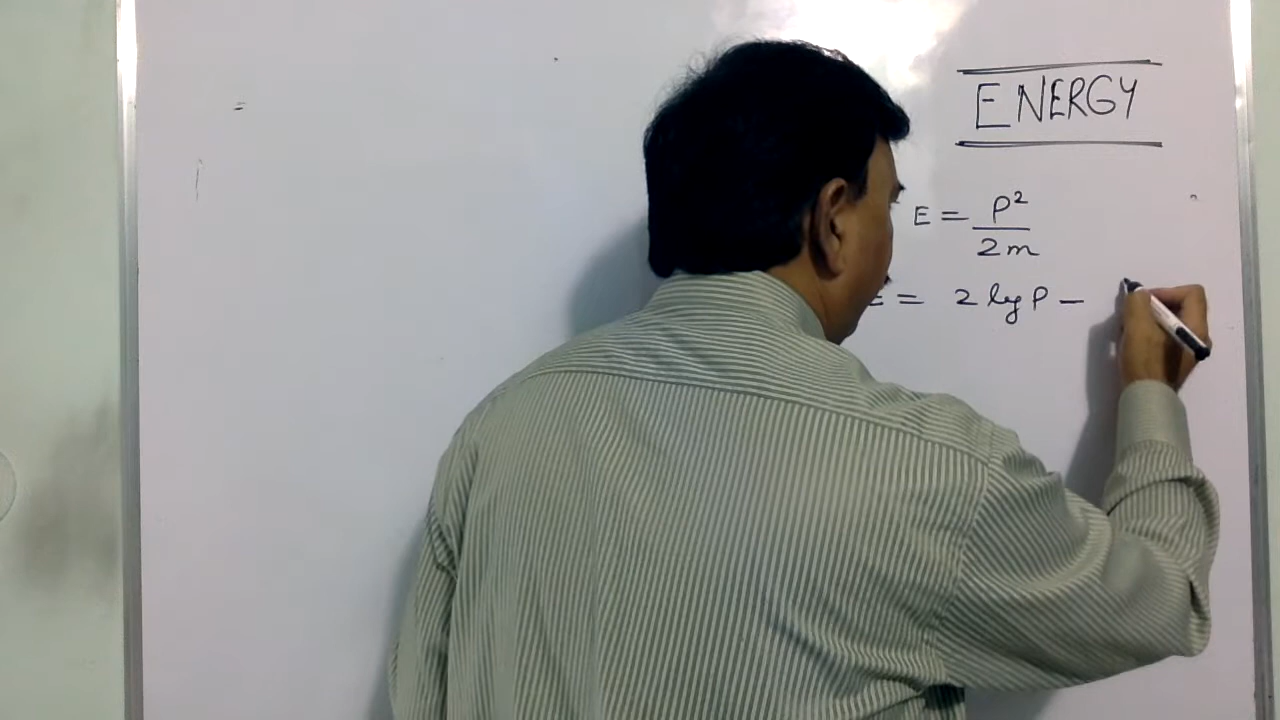 ENERGY
E = P²/2m
E = 2 log P –